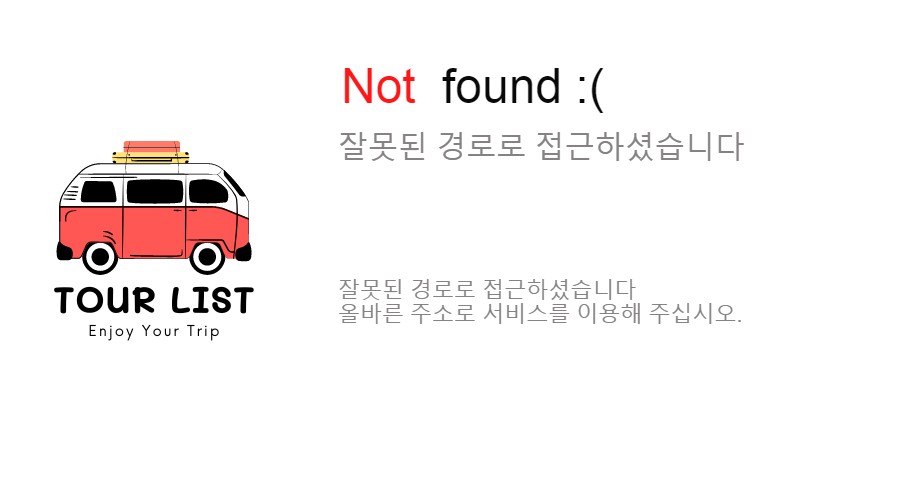 Not found :(
잘못된 경로로 접근하셨습니다
TOUR LIST
Enjoy Your Trip
잘못된 경로로 접근하셨습니다
올바른 주소로 서비스를 이용해 주십시오.